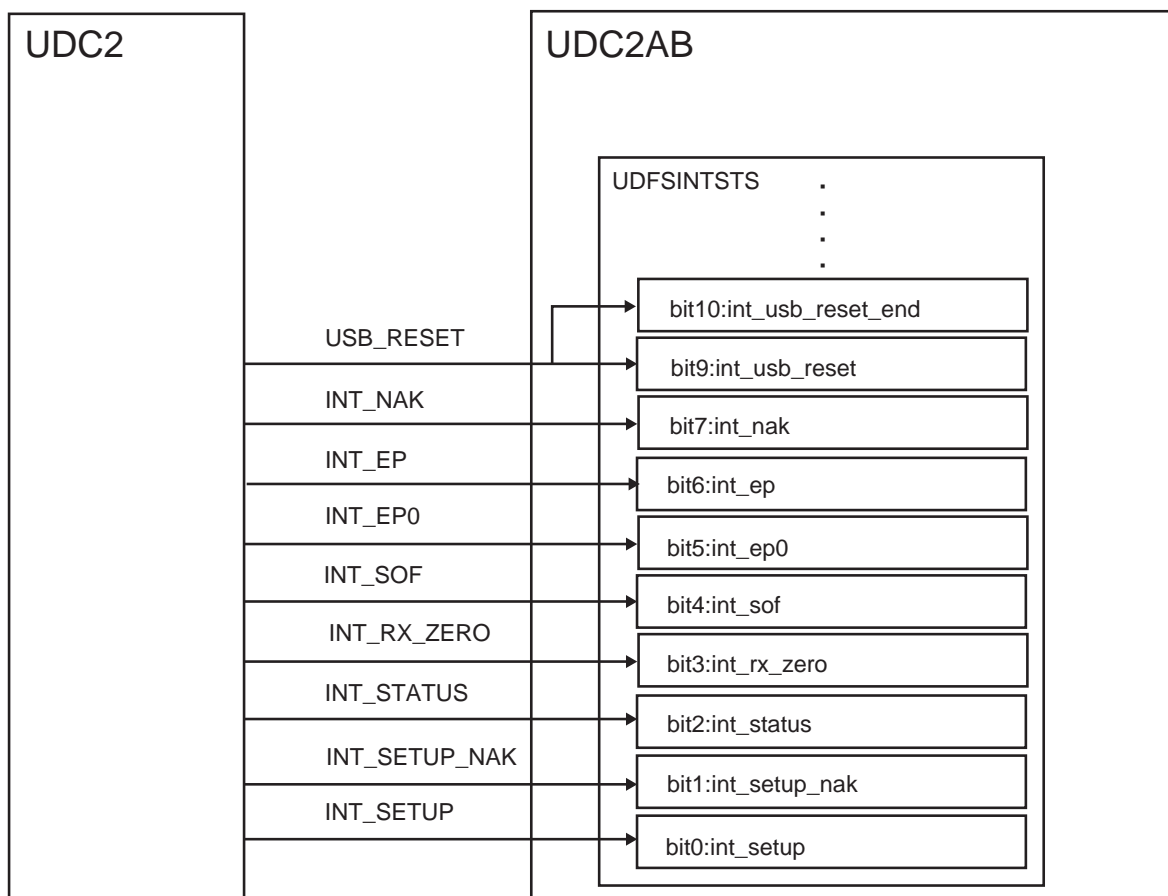 UDC2
UDC2AB
UDFSINTSTS
bit10:int_usb_reset_end
USB_RESET
bit9:int_usb_reset
INT_NAK
bit7:int_nak
INT_EP
bit6:int_ep
INT_EP0
bit5:int_ep0
INT_SOF
bit4:int_sof
INT_RX_ZERO
bit3:int_rx_zero
INT_STATUS
bit2:int_status
INT_SETUP_NAK
bit1:int_setup_nak
INT_SETUP
bit0:int_setup